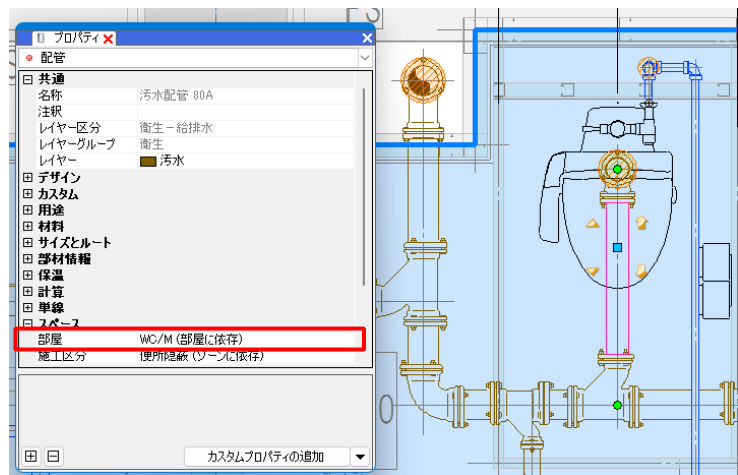 プロパティ
配管
共通
名称 汚水配管 80A
注釈
レイヤー区分 衛生-給排水
レイヤーグループ 衛生
レイヤー 汚水
デザイン
カスタム
用途
材料
サイズとルート
部材情報
保温
計算
単線
スペース
部屋 WC/M (部屋に依存)
施工区分 便所隠蔽 (ゾーンに依存)
カスタムプロパティの追加